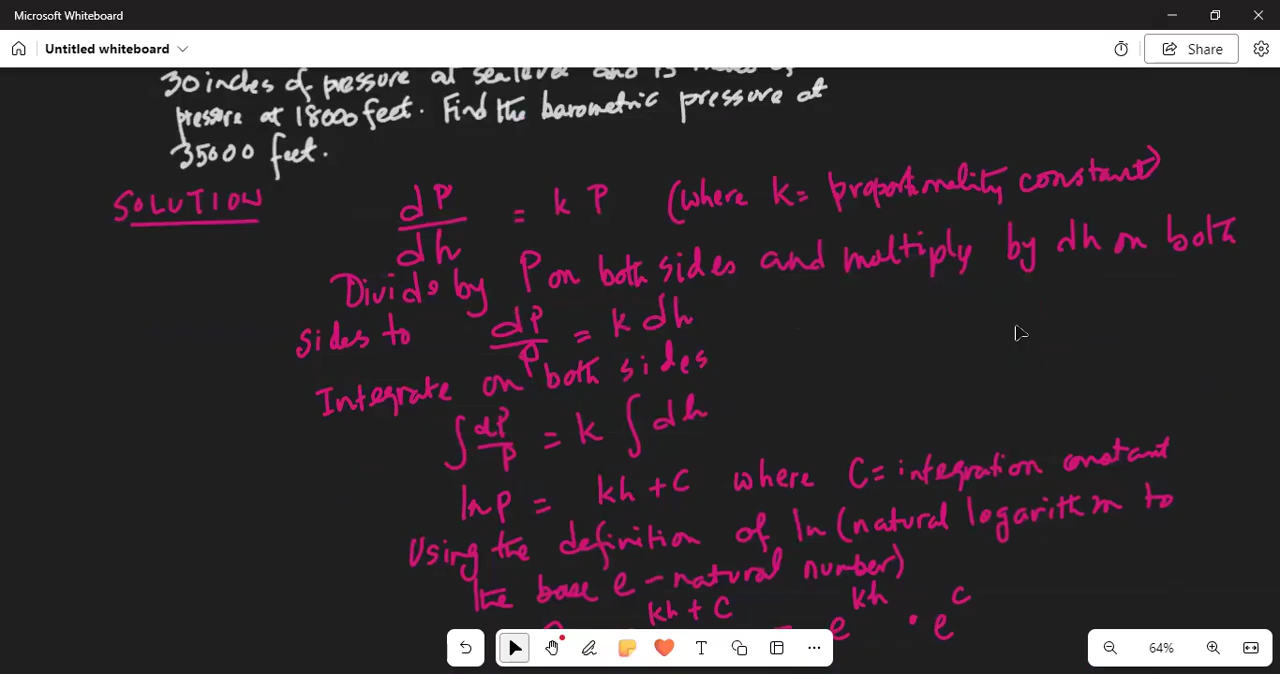 Microsoft Whiteboard
Untitled whiteboard
Share
30 inches of pressure at sea level and 15 inches of
pressure at 18000 feet. Find the barometric pressure at
35000 feet.
SOLUTION
dP/dh = k P (where k = proportionality constant)
Divide by P on both sides and multiply by dh on both
sides to dP/P = k dh
Integrate on both sides
∫ dP/P = k ∫ dh
ln P = kh + C where C = integration constant
Using the definition of ln (natural logarithm to
the base e - natural number)
kh + C = e^kh · e^C
64%